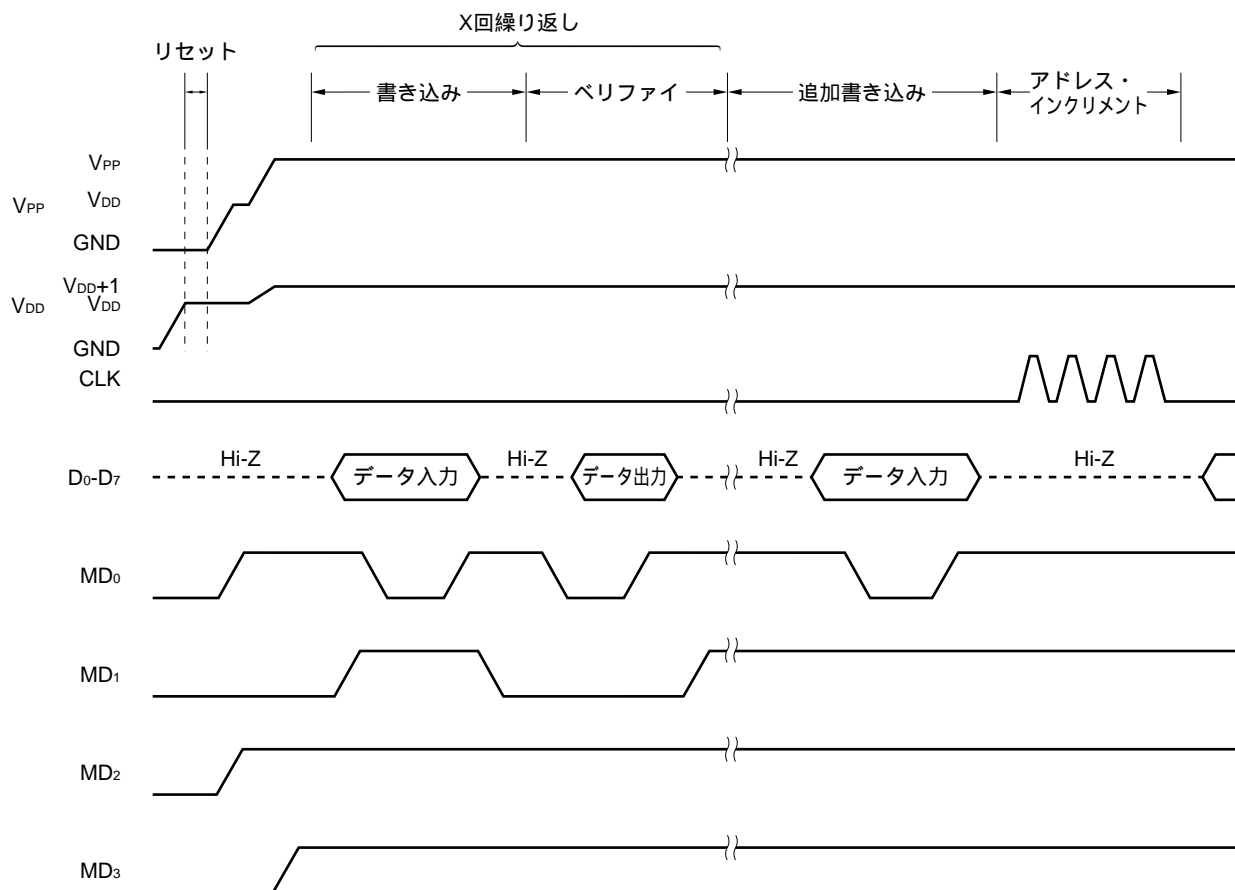 X回繰り返し
リセット
書き込み
ベリファイ
追加書き込み
アドレス・
インクリメント
VPP
VPP
VDD
GND
VDD
VDD+1
VDD
GND
CLK
D0-D7
Hi-Z
データ入力
Hi-Z
データ出力
Hi-Z
データ入力
Hi-Z
MD0
MD1
MD2
MD3